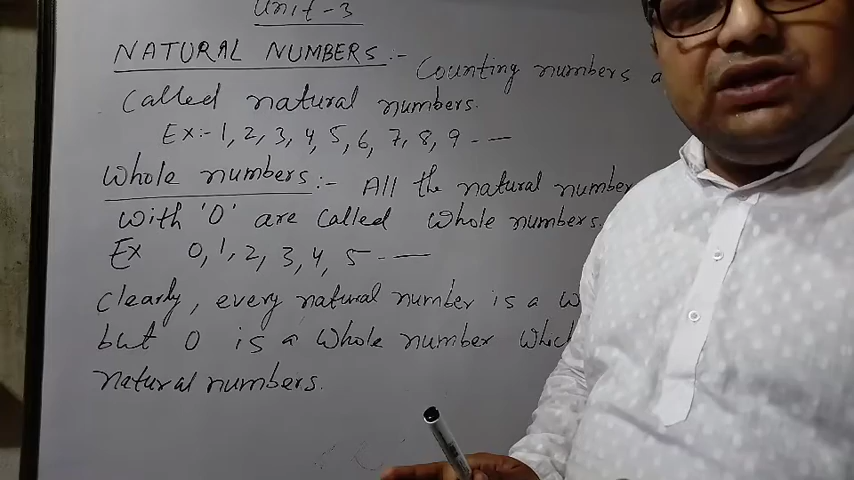 Unit-3
NATURAL NUMBERS :- Counting numbers a
called natural numbers.
Ex:- 1, 2, 3, 4, 5, 6, 7, 8, 9 ----
Whole numbers :- All the natural number
with '0' are called whole numbers.
Ex 0, 1, 2, 3, 4, 5 ----
Clearly, every natural number is a w
but 0 is a whole number which
natural numbers.